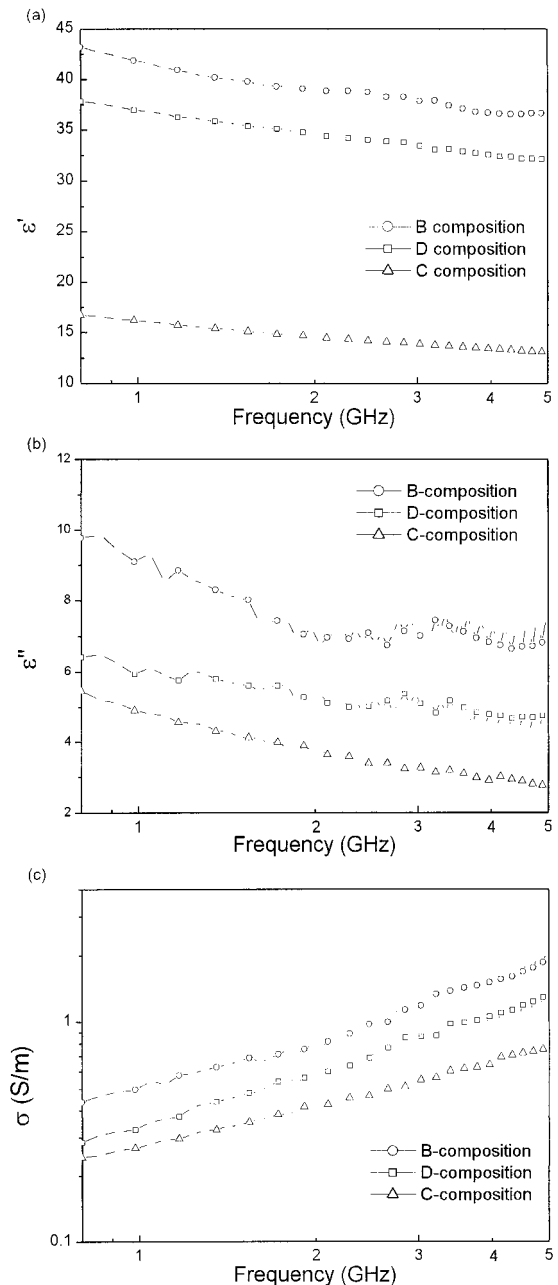 (a)
45
40
35
30
25
20
15
10
ε'
B composition
D composition
C composition
1
2
3
4
5
Frequency (GHz)
(b)
12
10
8
6
4
2
ε"
B-composition
D-composition
C-composition
1
2
3
4
5
Frequency (GHz)
(c)
1
0.1
σ (S/m)
B-composition
D-composition
C-composition
1
2
3
4
5
Frequency (GHz)